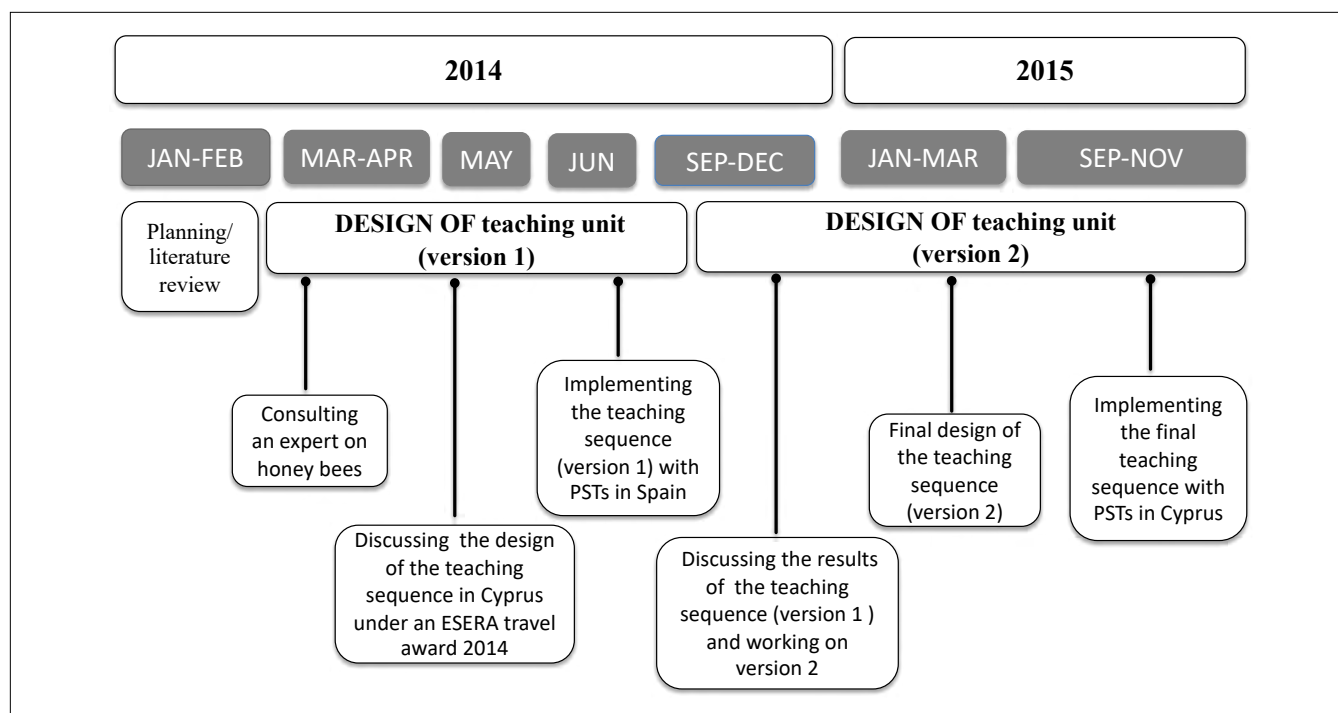 2014
2015
JAN-FEB
MAR-APR
MAY
JUN
SEP-DEC
JAN-MAR
SEP-NOV
Planning/
literature
review
DESIGN OF teaching unit
(version 1)
DESIGN OF teaching unit
(version 2)
Consulting
an expert on
honey bees
Discussing the design
of the teaching
sequence in Cyprus
under an ESERA travel
award 2014
Implementing
the teaching
sequence
(version 1) with
PSTs in Spain
Discussing the results
of the teaching
sequence (version 1 )
and working on
version 2
Final design of
the teaching
sequence
(version 2)
Implementing
the final
teaching
sequence with
PSTs in Cyprus